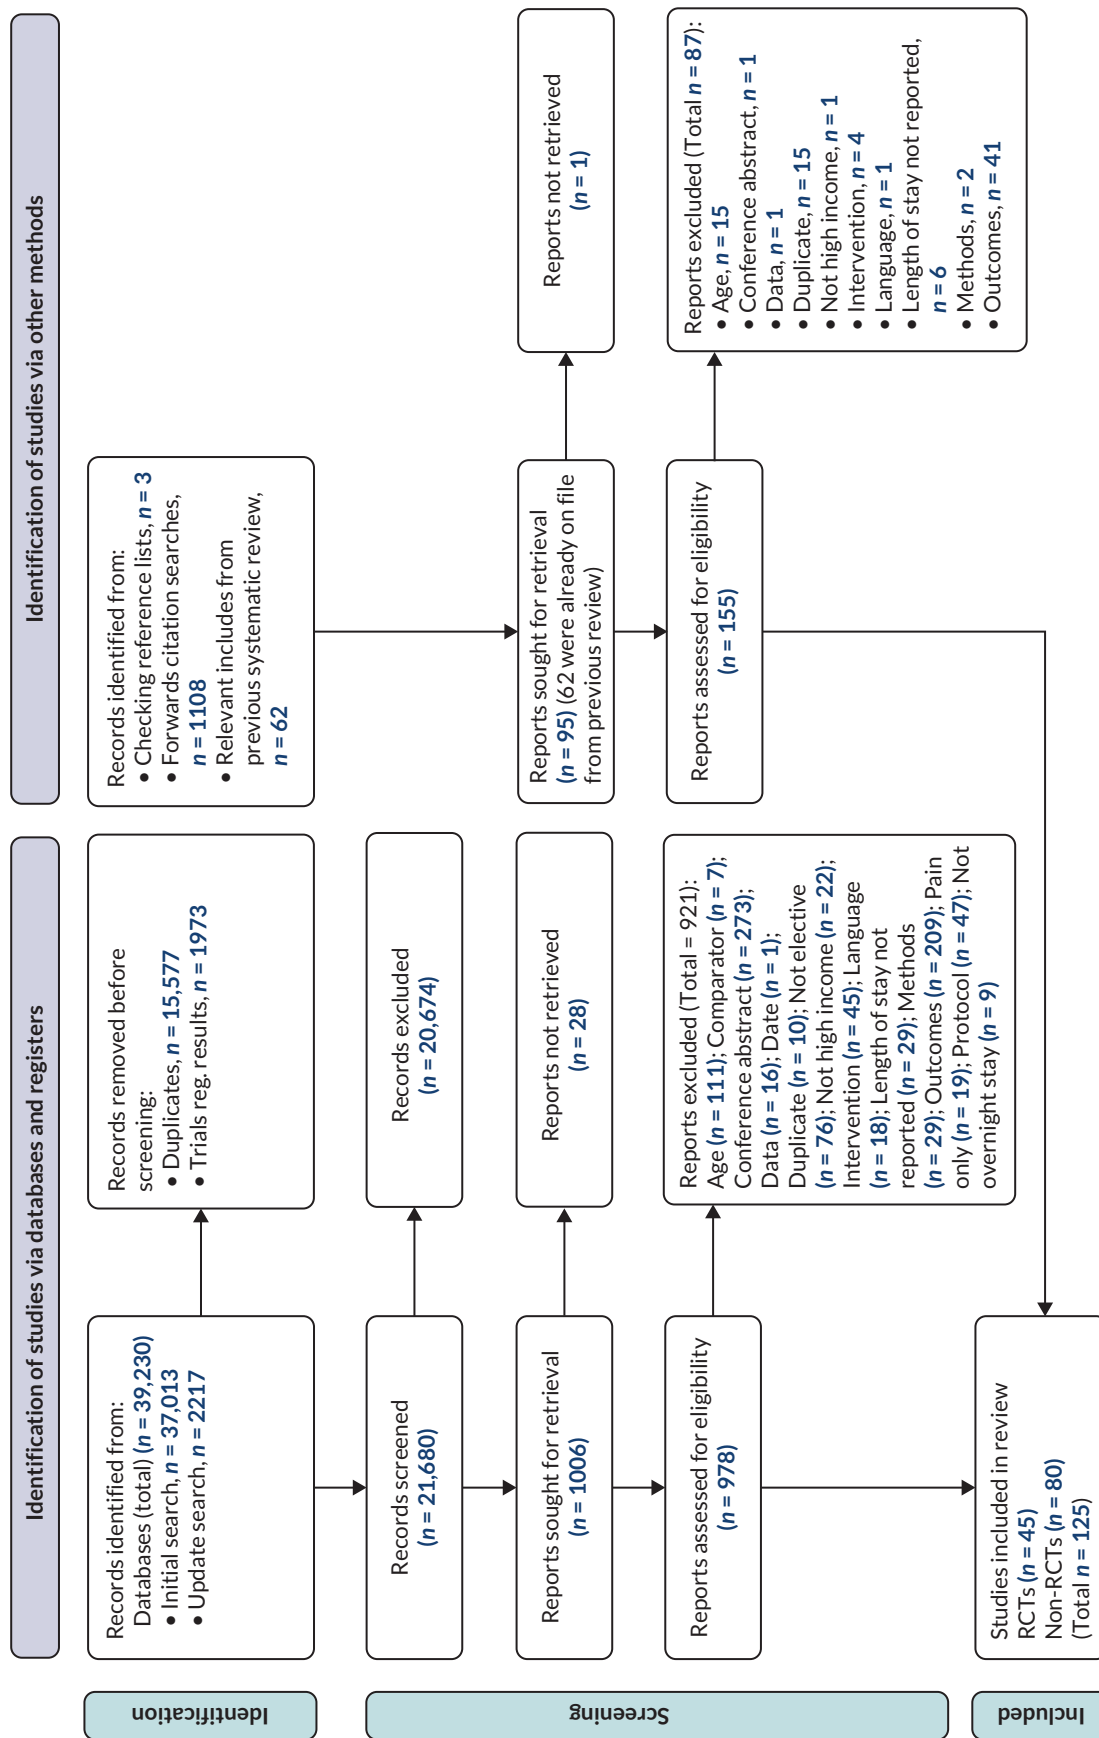 Identification of studies via databases and registers
Identification of studies via other methods
Identification
Records identified from:
Databases (total) (n = 39,230)
• Initial search, n = 37,013
• Update search, n = 2217
Records removed before
screening:
• Duplicates, n = 15,577
• Trials reg. results, n = 1973
Records identified from:
• Checking reference lists, n = 3
• Forwards citation searches,
n = 1108
• Relevant includes from
previous systematic review,
n = 62
Screening
Records screened
(n = 21,680)
Records excluded
(n = 20,674)
Reports sought for retrieval
(n = 1006)
Reports not retrieved
(n = 28)
Reports sought for retrieval
(n = 95) (62 were already on file
from previous review)
Reports not retrieved
(n = 1)
Reports assessed for eligibility
(n = 978)
Reports excluded (Total = 921):
Age (n = 111); Comparator (n = 7);
Conference abstract (n = 273);
Data (n = 16); Date (n = 1);
Duplicate (n = 10); Not elective
(n = 76); Not high income (n = 22);
Intervention (n = 45); Language
(n = 18); Length of stay not
reported (n = 29); Methods
(n = 29); Outcomes (n = 209); Pain
only (n = 19); Protocol (n = 47); Not
overnight stay (n = 9)
Reports assessed for eligibility
(n = 155)
Reports excluded (Total n = 87):
• Age, n = 15
• Conference abstract, n = 1
• Data, n = 1
• Duplicate, n = 15
• Not high income, n = 1
• Intervention, n = 4
• Language, n = 1
• Length of stay not reported,
n = 6
• Methods, n = 2
• Outcomes, n = 41
Included
Studies included in review
RCTs (n = 45)
Non-RCTs (n = 80)
(Total n = 125)